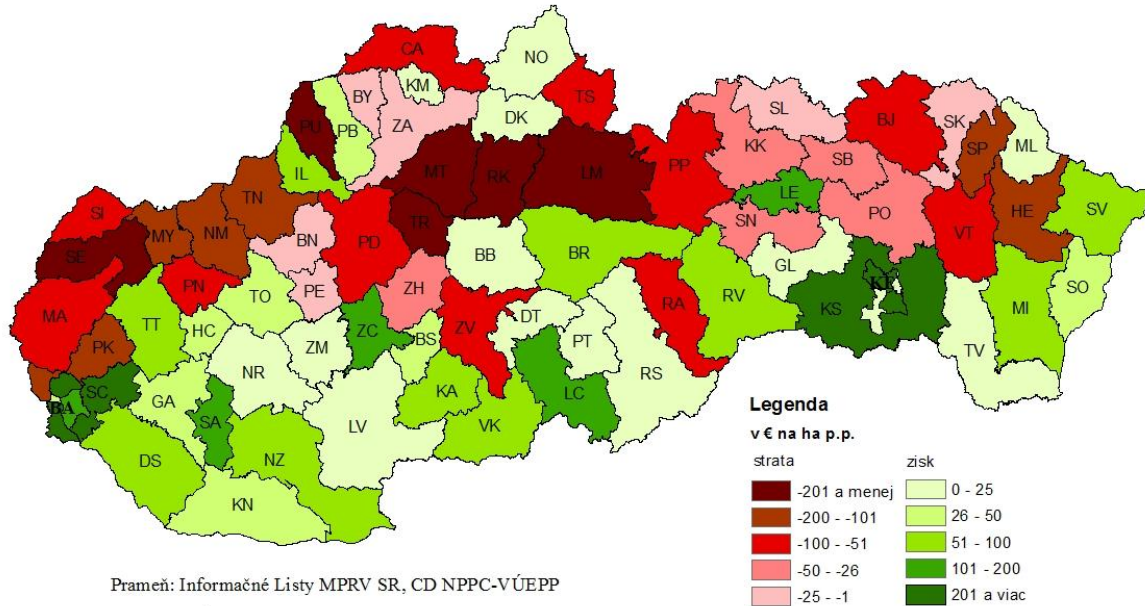 CA
NO
KM
TS
BY
PU
PB
ZA
DK
SL
BJ
SK
KK
SP
ML
IL
MT
RK
LM
PP
SB
LE
TN
SI
TR
SN
PO
HE
SV
MY
NM
BN
PD
SE
BB
BR
VT
GL
PN
PE
ZH
KS
KE
TO
RA
RV
MI
SO
MA
TT
HC
ZC
ZV
DT
PK
ZM
BS
PT
TV
NR
RS
SC
GA
KA
LC
BA
SA
LV
VK
DS
NZ
KN
Legenda
v € na ha p.p.
strata zisk
-201 a menej 0 - 25
-200 - -101 26 - 50
-100 - -51 51 - 100
-50 - -26 101 - 200
-25 - -1 201 a viac
Prameň: Informačné Listy MPRV SR, CD NPPC-VÚEPP